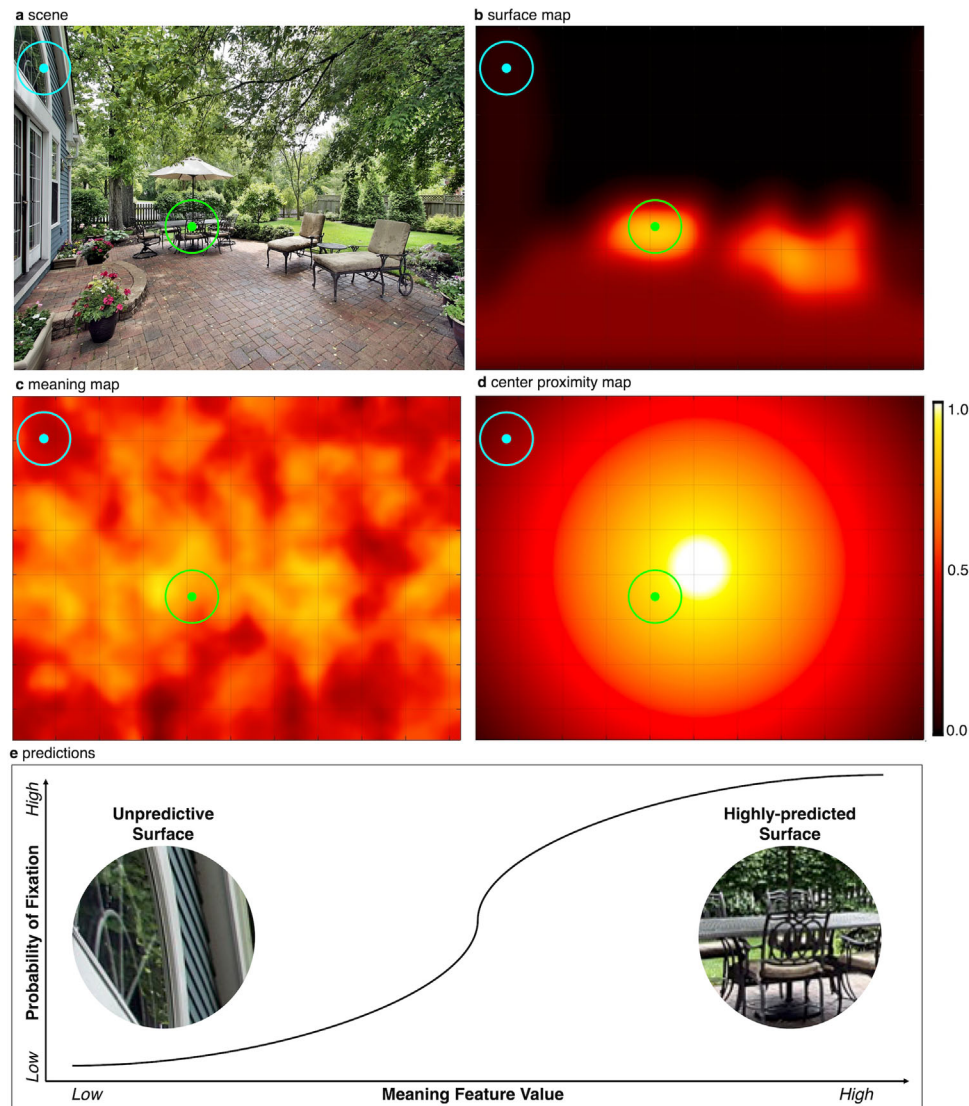 a scene
b surface map
c meaning map
d center proximity map
1.0
0.5
0.0
e predictions
High
Unpredictive
Surface
Highly-predicted
Surface
Probability of Fixation
Low
Low
Meaning Feature Value
High